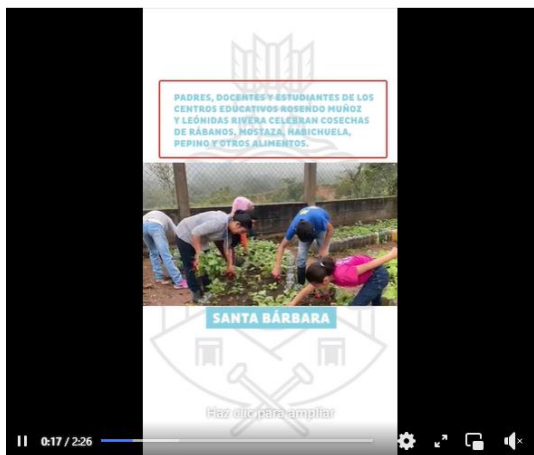 PADRES, DOCENTES Y ESTUDIANTES DE LOS
CENTROS EDUCATIVOS ROSENDO MUÑOZ
Y LEÓNIDAS RIVERA CELEBRAN COSECHAS
DE RÁBANOS, MOSTAZA, HABICHUELA,
PEPINO Y OTROS ALIMENTOS.
SANTA BÁRBARA
Haz clic para ampliar
0:17 / 2:26